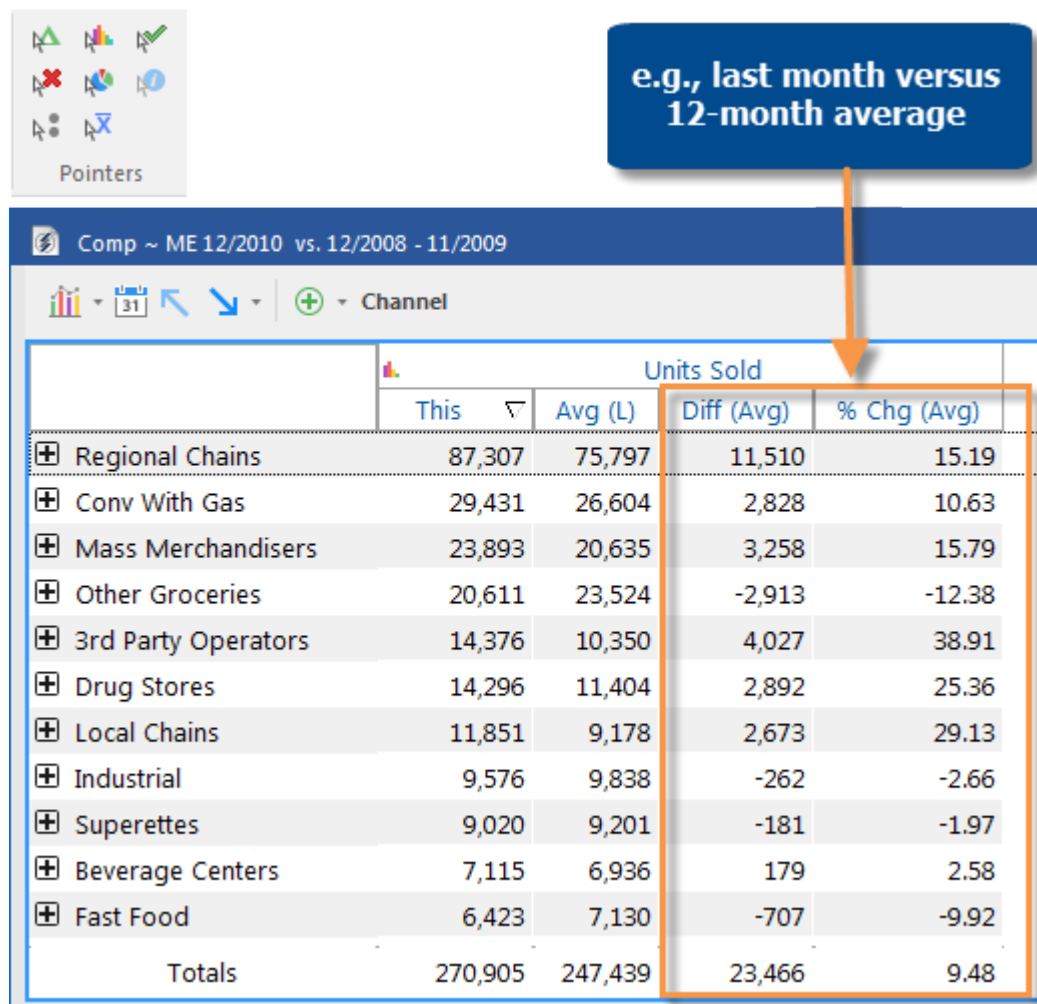 Pointers
e.g., last month versus
12-month average
Comp ~ ME 12/2010 vs. 12/2008 - 11/2009
31 Channel
Units Sold
This Avg (L) Diff (Avg) % Chg (Avg)
Regional Chains 87,307 75,797 11,510 15.19
Conv With Gas 29,431 26,604 2,828 10.63
Mass Merchandisers 23,893 20,635 3,258 15.79
Other Groceries 20,611 23,524 -2,913 -12.38
3rd Party Operators 14,376 10,350 4,027 38.91
Drug Stores 14,296 11,404 2,892 25.36
Local Chains 11,851 9,178 2,673 29.13
Industrial 9,576 9,838 -262 -2.66
Superettes 9,020 9,201 -181 -1.97
Beverage Centers 7,115 6,936 179 2.58
Fast Food 6,423 7,130 -707 -9.92
Totals 270,905 247,439 23,466 9.48